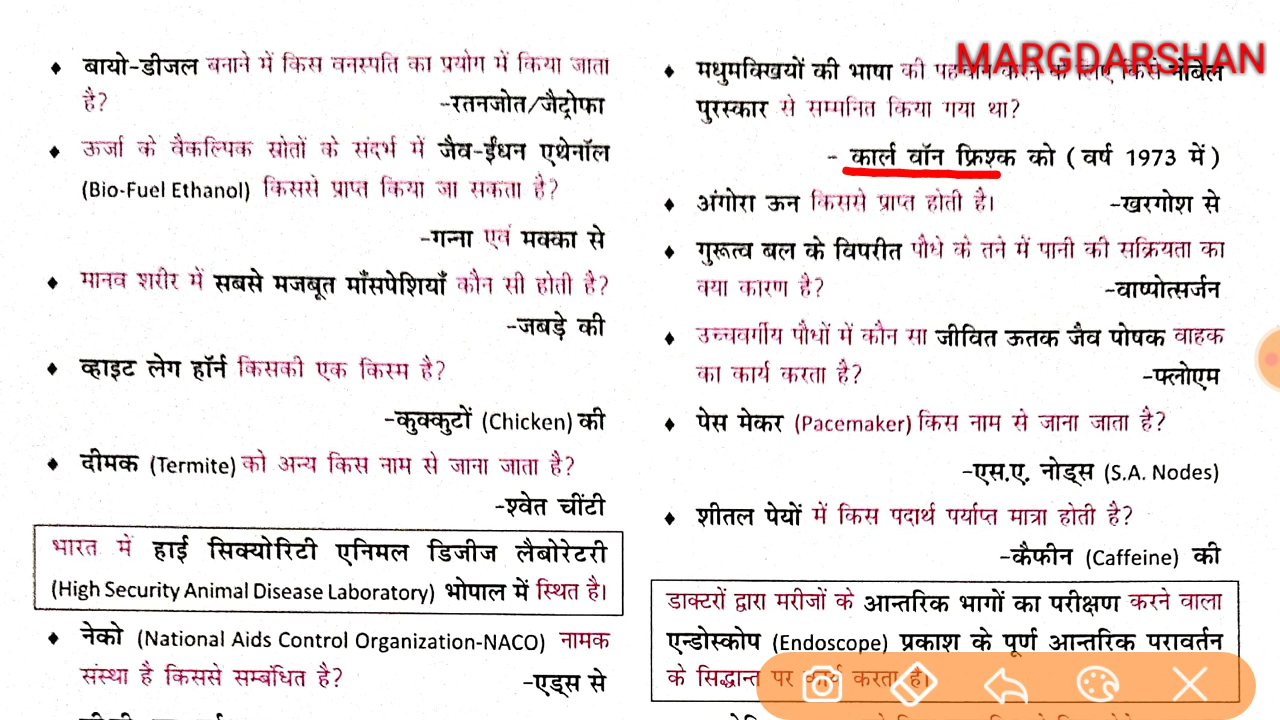 बायो-डीजल बनाने में किस वनस्पति का प्रयोग में किया जाता
है? -रतनजोत/जैट्रोफा
ऊर्जा के वैकल्पिक स्रोतों के संदर्भ में जैव-ईंधन एथेनॉल
(Bio-Fuel Ethanol) किससे प्राप्त किया जा सकता है?
-गन्ना एवं मक्का से
मानव शरीर में सबसे मजबूत माँसपेशियाँ कौन सी होती है?
-जबड़े की
व्हाइट लेग हॉर्न किसकी एक किस्म है?
-कुक्कुटों (Chicken) की
दीमक (Termite) को अन्य किस नाम से जाना जाता है?
-श्वेत चींटी
भारत में हाई सिक्योरिटी एनिमल डिजीज लैबोरेटरी
(High Security Animal Disease Laboratory) भोपाल में स्थित है।
नेको (National Aids Control Organization-NACO) नामक
संस्था है किससे सम्बंधित है? -एड्स से
MARGDARSHAN
मधुमक्खियों की भाषा की पहचान करने के लिए किसे नोबेल
पुरस्कार से सम्मनित किया गया था?
- कार्ल वॉन फ्रिश्क को (वर्ष 1973 में)
अंगोरा ऊन किससे प्राप्त होती है। -खरगोश से
गुरूत्व बल के विपरीत पौधे के तने में पानी की सक्रियता का
क्या कारण है? -वाष्पोत्सर्जन
उच्चवर्गीय पौधों में कौन सा जीवित ऊतक जैव पोषक वाहक
का कार्य करता है? -फ्लोएम
पेस मेकर (Pacemaker) किस नाम से जाना जाता है?
-एस.ए. नोड्स (S.A. Nodes)
शीतल पेयों में किस पदार्थ पर्याप्त मात्रा होती है?
-कैफीन (Caffeine) की
डाक्टरों द्वारा मरीजों के आन्तरिक भागों का परीक्षण करने वाला
एन्डोस्कोप (Endoscope) प्रकाश के पूर्ण आन्तरिक परावर्तन
के सिद्धान्त पर कार्य करता है।